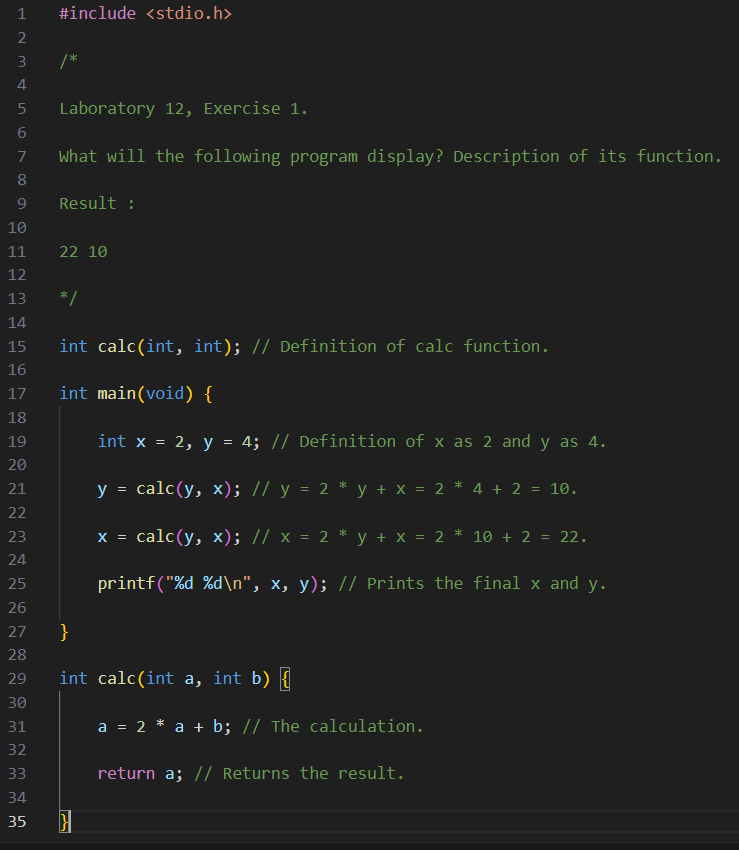 1 #include <stdio.h>
2
3 /*
4
5 Laboratory 12, Exercise 1.
6
7 What will the following program display? Description of its function.
8
9 Result :
10
11 22 10
12
13 */
14
15 int calc(int, int); // Definition of calc function.
16
17 int main(void) {
18
19 int x = 2, y = 4; // Definition of x as 2 and y as 4.
20
21 y = calc(y, x); // y = 2 * y + x = 2 * 4 + 2 = 10.
22
23 x = calc(y, x); // x = 2 * y + x = 2 * 10 + 2 = 22.
24
25 printf("%d %d\n", x, y); // Prints the final x and y.
26
27 }
28
29 int calc(int a, int b) {
30
31 a = 2 * a + b; // The calculation.
32
33 return a; // Returns the result.
34
35 }